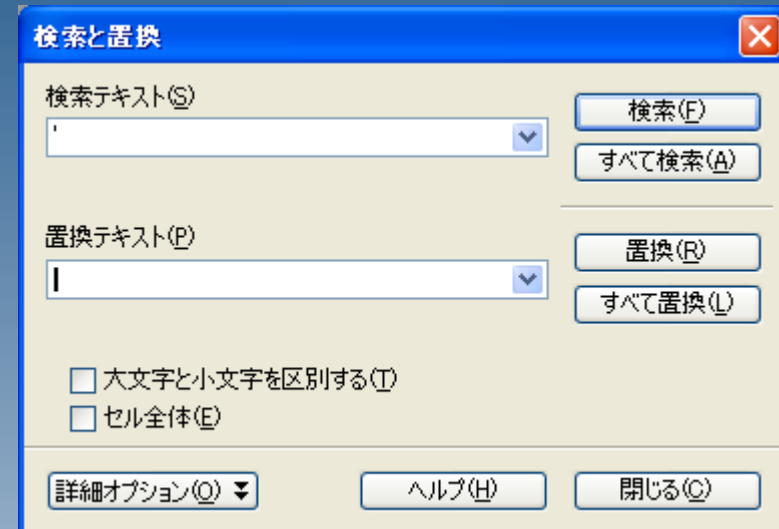 検索と置換
検索テキスト(S)
'
検索(F)
すべて検索(A)
置換テキスト(P)
置換(R)
すべて置換(L)
大文字と小文字を区別する(T)
セル全体(E)
詳細オプション(O)
ヘルプ(H)
閉じる(C)